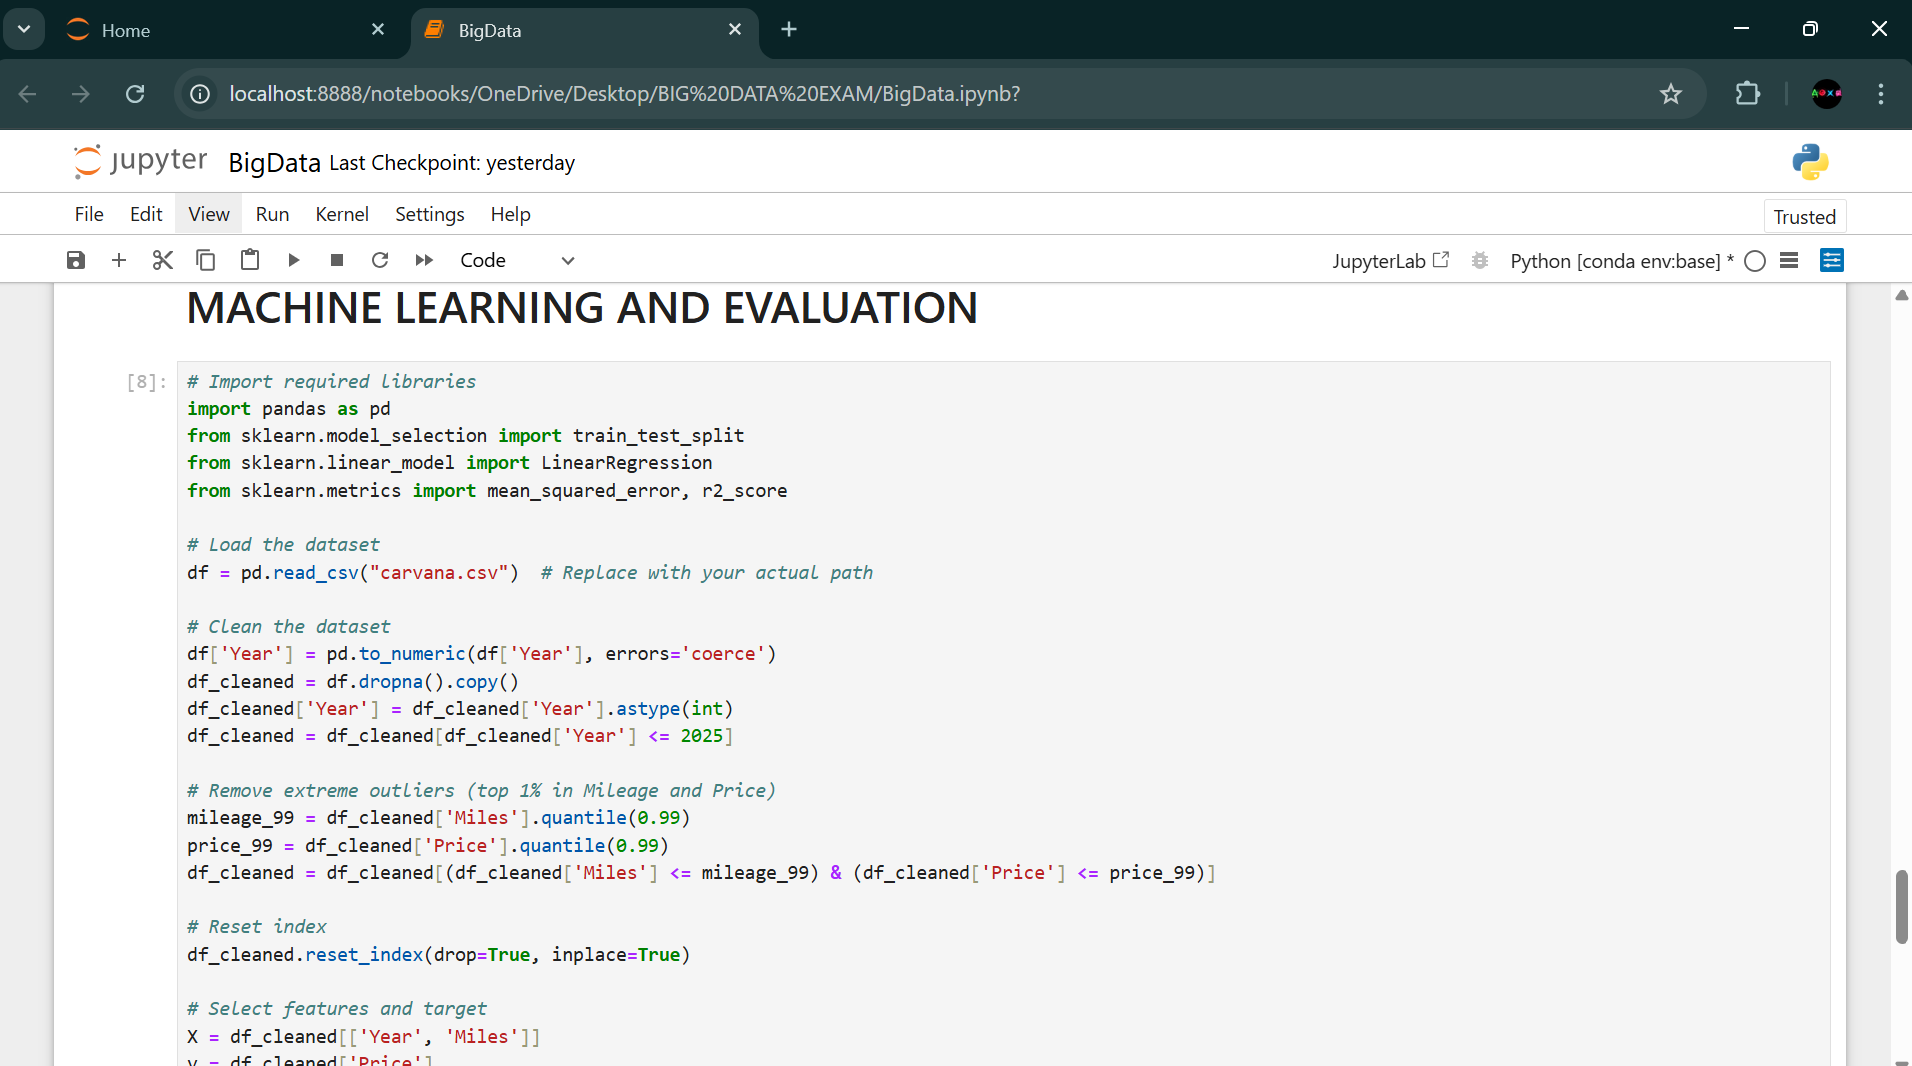 Home
BigData
localhost:8888/notebooks/OneDrive/Desktop/BIG%20DATA%20EXAM/BigData.ipynb?
jupyter BigData Last Checkpoint: yesterday
File Edit View Run Kernel Settings Help
Trusted
Code
JupyterLab
Python [conda env:base] *
MACHINE LEARNING AND EVALUATION
[8]:
# Import required libraries
import pandas as pd
from sklearn.model_selection import train_test_split
from sklearn.linear_model import LinearRegression
from sklearn.metrics import mean_squared_error, r2_score
# Load the dataset
df = pd.read_csv("carvana.csv")  # Replace with your actual path
# Clean the dataset
df['Year'] = pd.to_numeric(df['Year'], errors='coerce')
df_cleaned = df.dropna().copy()
df_cleaned['Year'] = df_cleaned['Year'].astype(int)
df_cleaned = df_cleaned[df_cleaned['Year'] <= 2025]
# Remove extreme outliers (top 1% in Mileage and Price)
mileage_99 = df_cleaned['Miles'].quantile(0.99)
price_99 = df_cleaned['Price'].quantile(0.99)
df_cleaned = df_cleaned[(df_cleaned['Miles'] <= mileage_99) & (df_cleaned['Price'] <= price_99)]
# Reset index
df_cleaned.reset_index(drop=True, inplace=True)
# Select features and target
X = df_cleaned[['Year', 'Miles']]
y = df_cleaned['Price']